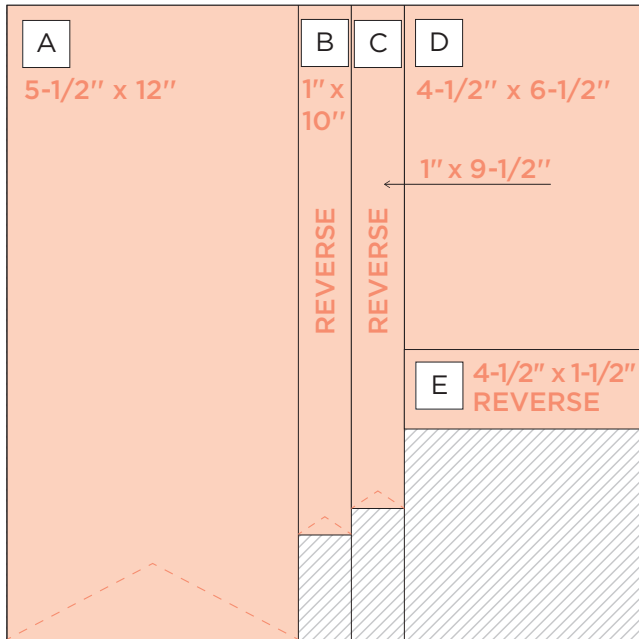 A
5-1/2'' x 12''
B
1'' x
10''
REVERSE
C
REVERSE
D
4-1/2'' x 6-1/2''
1'' x 9-1/2''
E
4-1/2" x 1-1/2"
REVERSE